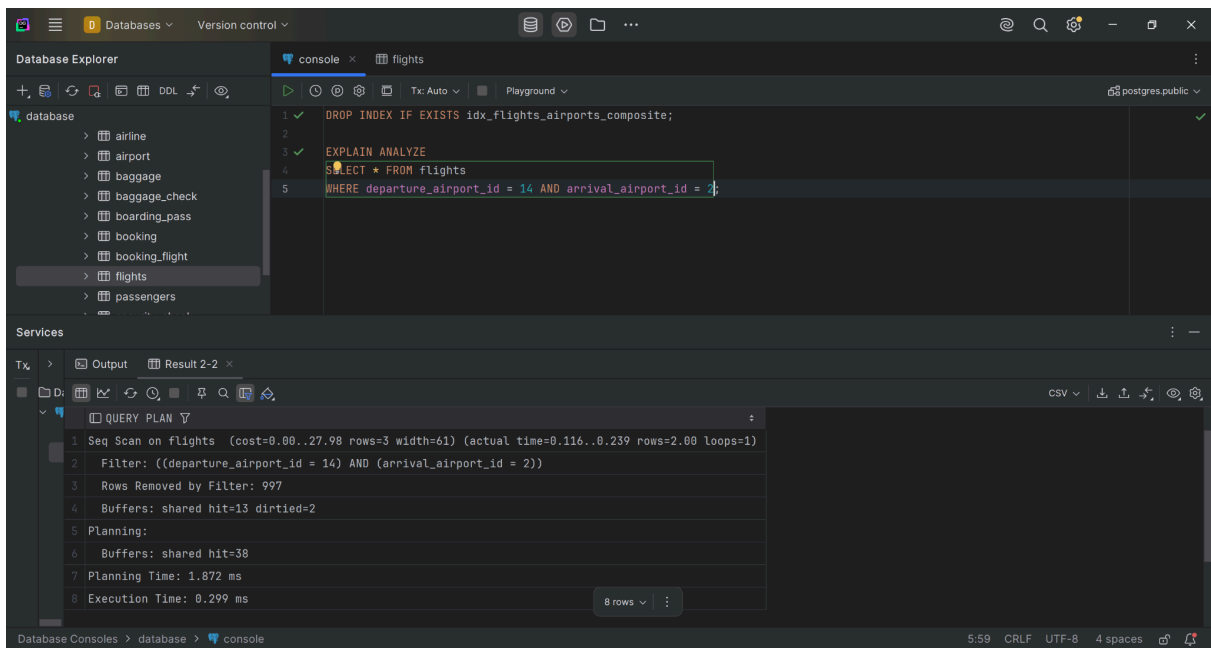 D Databases Version control
Database Explorer
console × flights
DDL
Tx: Auto Playground postgres.public
database
airline
airport
baggage
baggage_check
boarding_pass
booking
booking_flight
flights
passengers
1 DROP INDEX IF EXISTS idx_flights_airports_composite;
2
3 EXPLAIN ANALYZE
4 SELECT * FROM flights
5 WHERE departure_airport_id = 14 AND arrival_airport_id = 2;
Services
Tx Output Result 2-2 ×
CSV
QUERY PLAN
1 Seq Scan on flights (cost=0.00..27.98 rows=3 width=61) (actual time=0.116..0.239 rows=2.00 loops=1)
2 Filter: ((departure_airport_id = 14) AND (arrival_airport_id = 2))
3 Rows Removed by Filter: 997
4 Buffers: shared hit=13 dirtied=2
5 Planning:
6 Buffers: shared hit=38
7 Planning Time: 1.872 ms
8 Execution Time: 0.299 ms
8 rows
Database Consoles > database > console 5:59 CRLF UTF-8 4 spaces